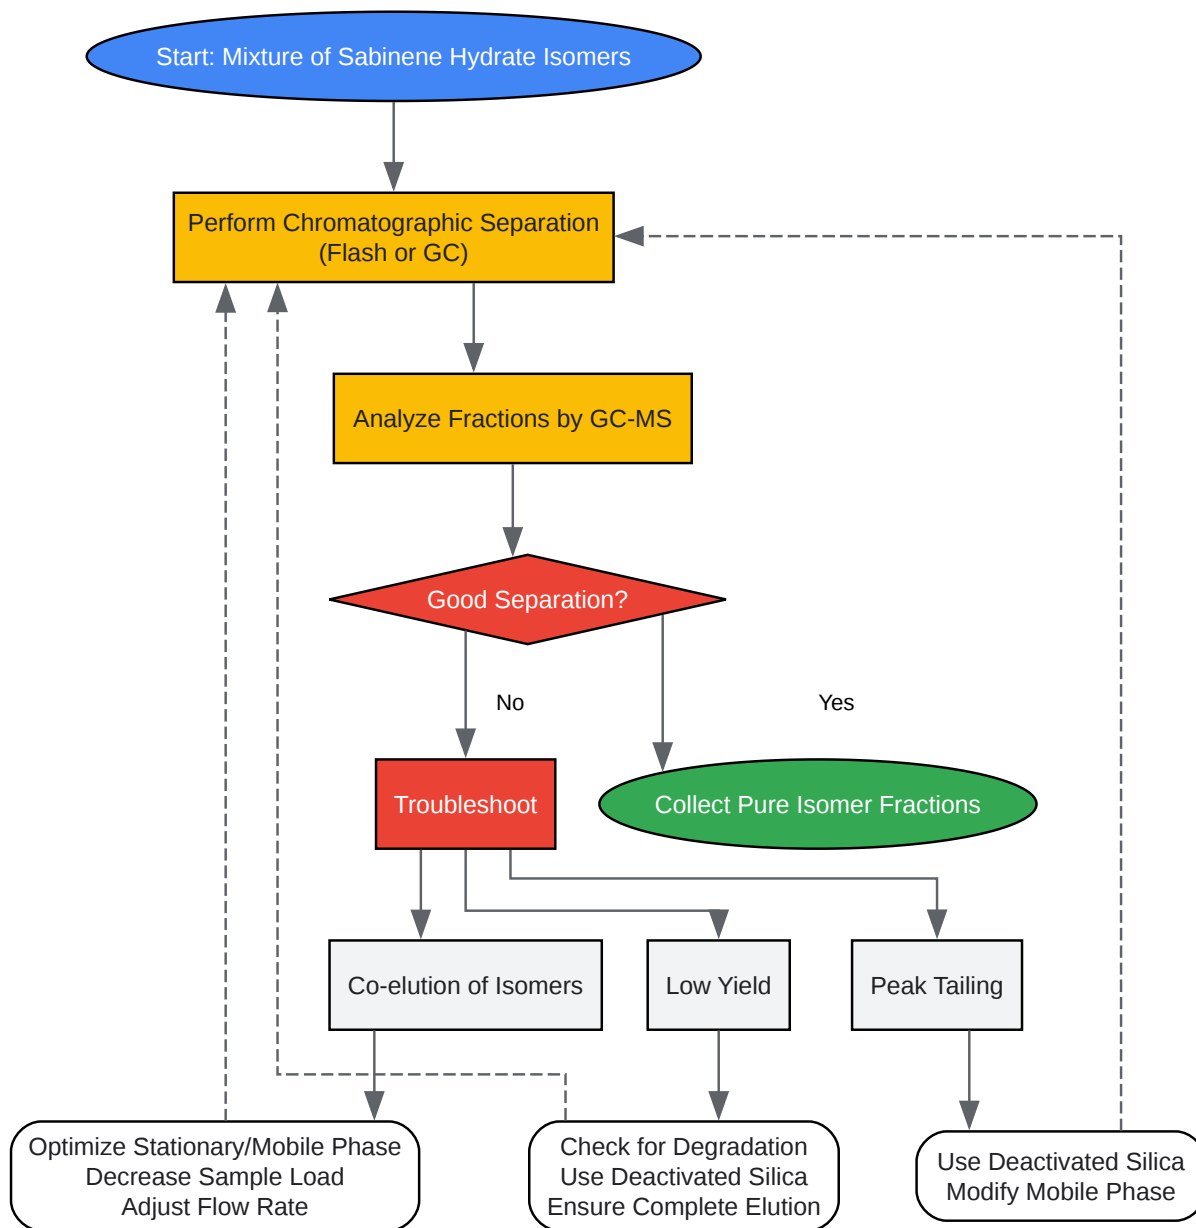 Start: Mixture of Sabinene Hydrate Isomers
Perform Chromatographic Separation
(Flash or GC)
Analyze Fractions by GC-MS
Good Separation?
No
Yes
Troubleshoot
Collect Pure Isomer Fractions
Co-elution of Isomers
Low Yield
Peak Tailing
Optimize Stationary/Mobile Phase
Decrease Sample Load
Adjust Flow Rate
Check for Degradation
Use Deactivated Silica
Ensure Complete Elution
Use Deactivated Silica
Modify Mobile Phase